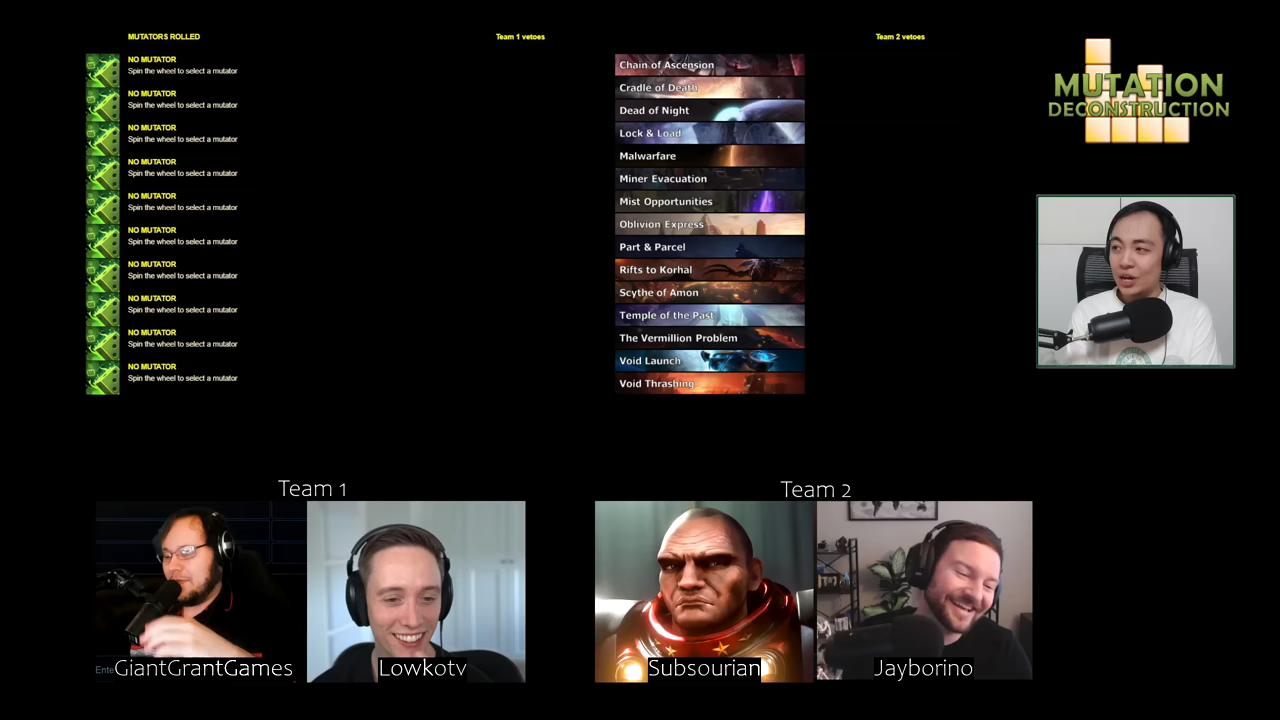 MUTATORS ROLLED
Team 1 vetoes
Team 2 vetoes
NO MUTATOR
Spin the wheel to select a mutator
NO MUTATOR
Spin the wheel to select a mutator
NO MUTATOR
Spin the wheel to select a mutator
NO MUTATOR
Spin the wheel to select a mutator
NO MUTATOR
Spin the wheel to select a mutator
NO MUTATOR
Spin the wheel to select a mutator
NO MUTATOR
Spin the wheel to select a mutator
NO MUTATOR
Spin the wheel to select a mutator
NO MUTATOR
Spin the wheel to select a mutator
NO MUTATOR
Spin the wheel to select a mutator
Chain of Ascension
Cradle of Death
Dead of Night
Lock & Load
Malwarfare
Miner Evacuation
Mist Opportunities
Oblivion Express
Part & Parcel
Rifts to Korhal
Scythe of Amon
Temple of the Past
The Vermillion Problem
Void Launch
Void Thrashing
MUTATION
DECONSTRUCTION
Team 1
Team 2
Ente
GiantGrantGames
Lowkotv
Subsourian
Jayborino